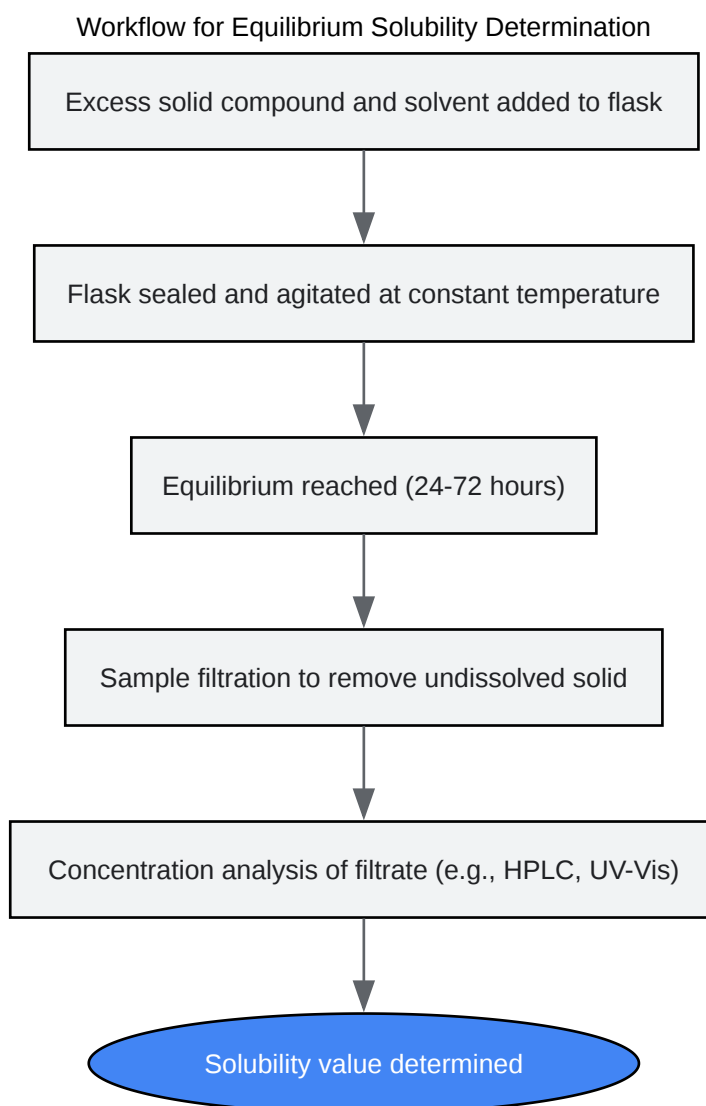 Workflow for Equilibrium Solubility Determination
Excess solid compound and solvent added to flask
Flask sealed and agitated at constant temperature
Equilibrium reached (24-72 hours)
Sample filtration to remove undissolved solid
Concentration analysis of filtrate (e.g., HPLC, UV-Vis)
Solubility value determined